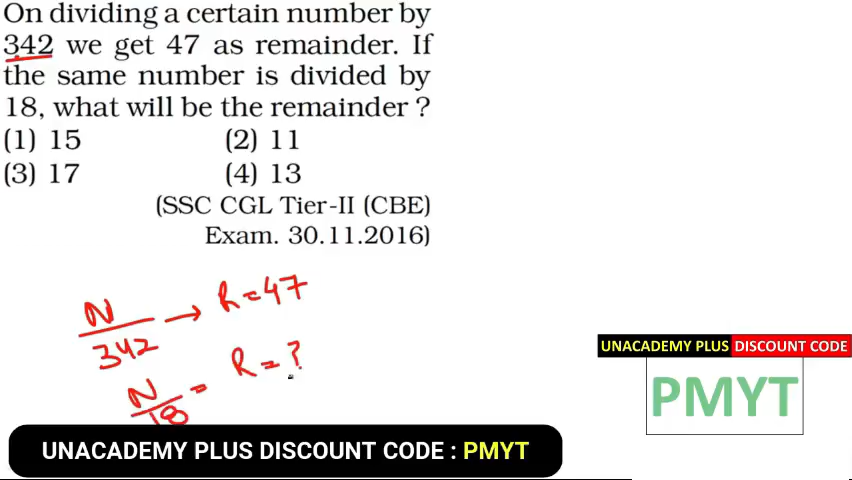 On dividing a certain number by
342 we get 47 as remainder. If
the same number is divided by
18, what will be the remainder ?
(1) 15 (2) 11
(3) 17 (4) 13
(SSC CGL Tier-II (CBE)
Exam. 30.11.2016)
N/342 → R=47
N/18 = R = ?
UNACADEMY PLUS DISCOUNT CODE
PMYT
UNACADEMY PLUS DISCOUNT CODE : PMYT